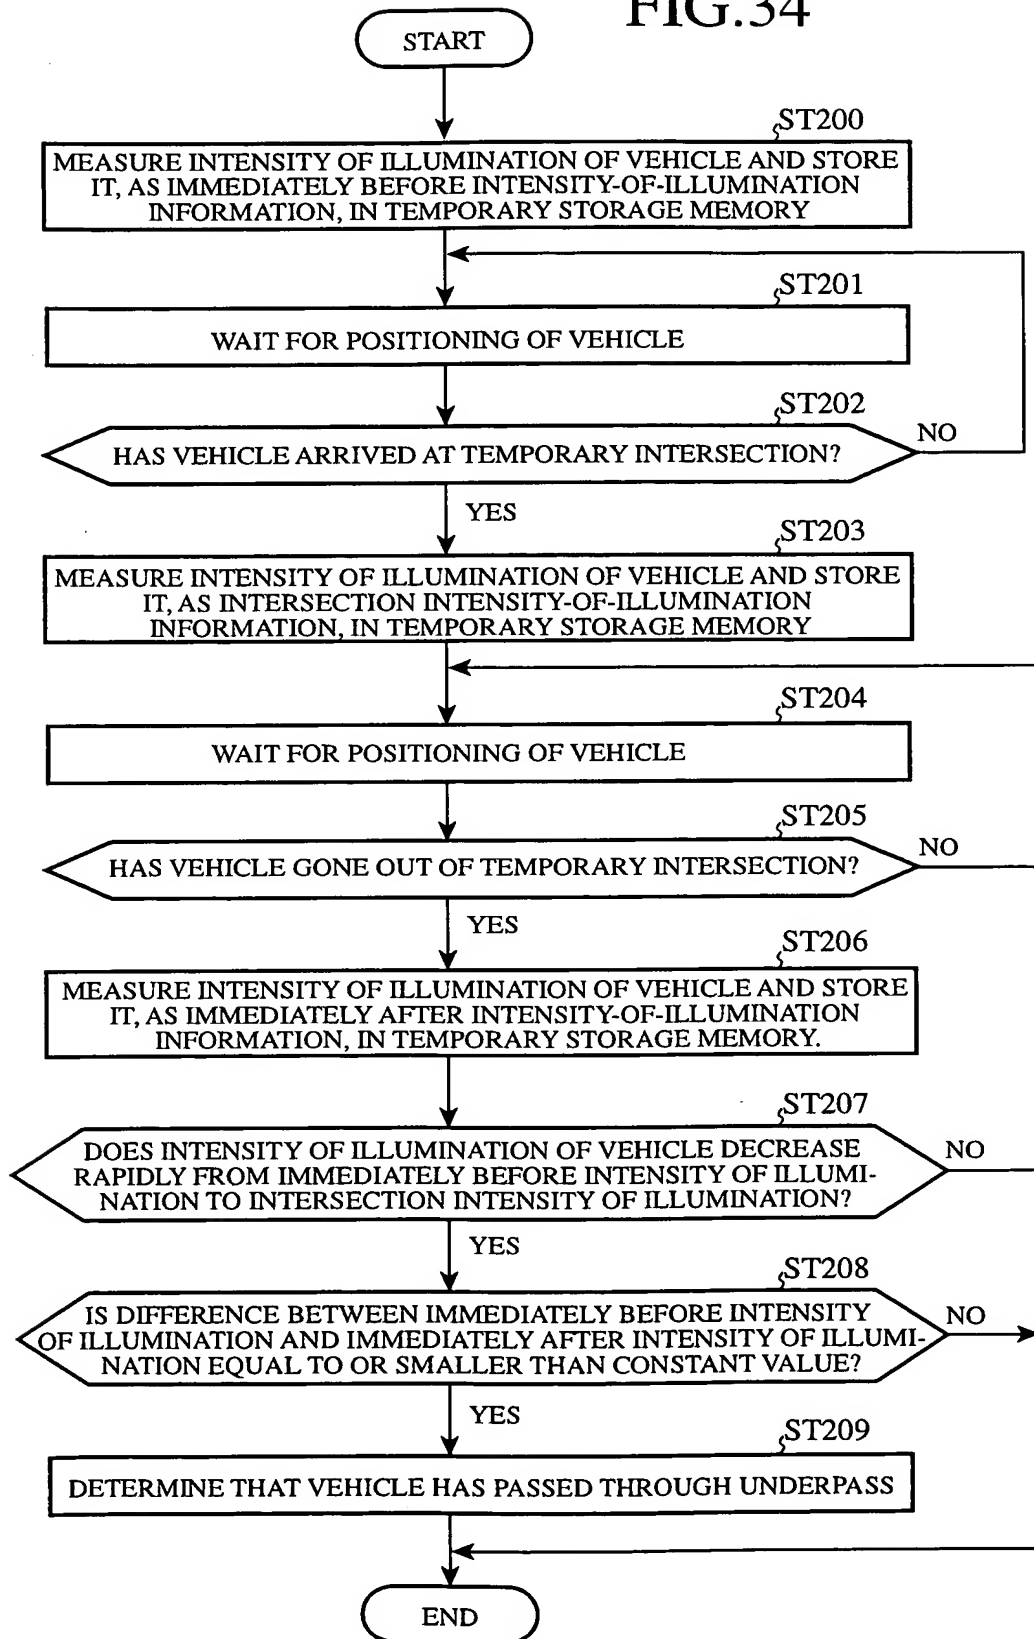 FIG.34
START
ST200
MEASURE INTENSITY OF ILLUMINATION OF VEHICLE AND STORE
IT, AS IMMEDIATELY BEFORE INTENSITY-OF-ILLUMINATION
INFORMATION, IN TEMPORARY STORAGE MEMORY
ST201
WAIT FOR POSITIONING OF VEHICLE
ST202
HAS VEHICLE ARRIVED AT TEMPORARY INTERSECTION?
NO
YES
ST203
MEASURE INTENSITY OF ILLUMINATION OF VEHICLE AND STORE
IT, AS INTERSECTION INTENSITY-OF-ILLUMINATION
INFORMATION, IN TEMPORARY STORAGE MEMORY
ST204
WAIT FOR POSITIONING OF VEHICLE
ST205
HAS VEHICLE GONE OUT OF TEMPORARY INTERSECTION?
NO
YES
ST206
MEASURE INTENSITY OF ILLUMINATION OF VEHICLE AND STORE
IT, AS IMMEDIATELY AFTER INTENSITY-OF-ILLUMINATION
INFORMATION, IN TEMPORARY STORAGE MEMORY.
ST207
DOES INTENSITY OF ILLUMINATION OF VEHICLE DECREASE
RAPIDLY FROM IMMEDIATELY BEFORE INTENSITY OF ILLUMI-
NATION TO INTERSECTION INTENSITY OF ILLUMINATION?
NO
YES
ST208
IS DIFFERENCE BETWEEN IMMEDIATELY BEFORE INTENSITY
OF ILLUMINATION AND IMMEDIATELY AFTER INTENSITY OF ILLUMI-
NATION EQUAL TO OR SMALLER THAN CONSTANT VALUE?
NO
YES
ST209
DETERMINE THAT VEHICLE HAS PASSED THROUGH UNDERPASS
END